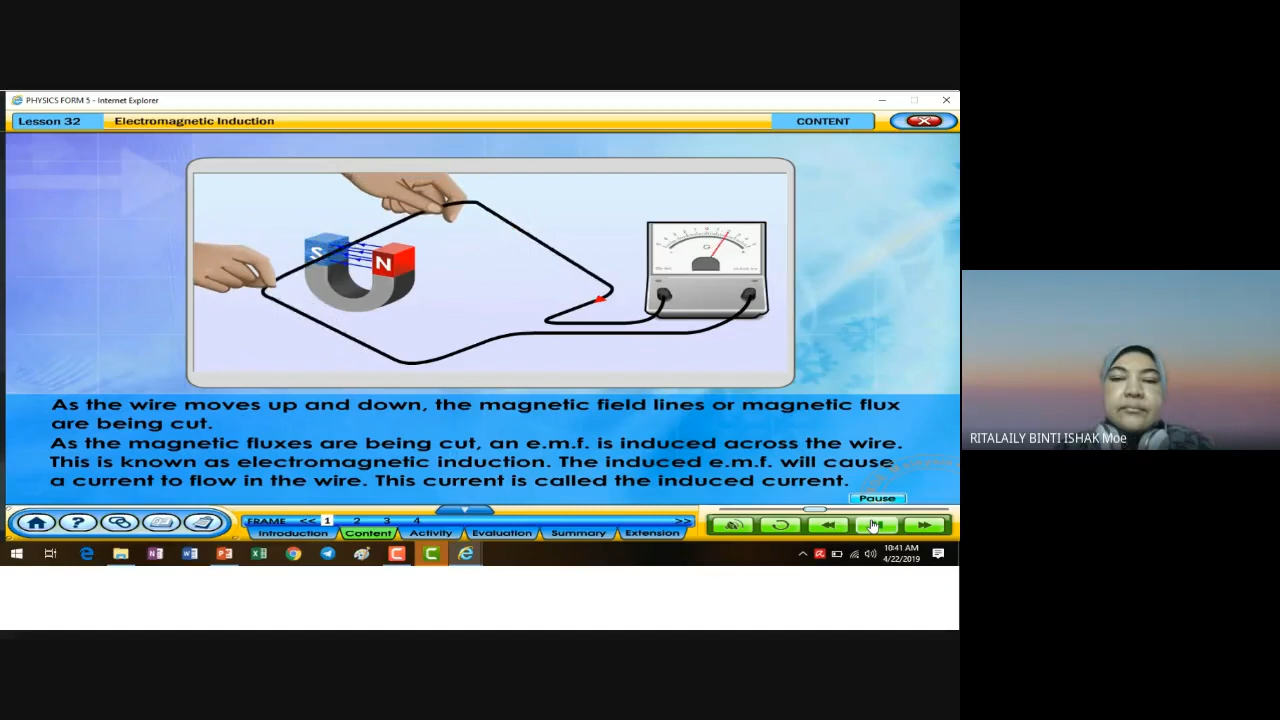 PHYSICS FORM 5 - Internet Explorer
Lesson 32
Electromagnetic Induction
CONTENT
S
N
G
As the wire moves up and down, the magnetic field lines or magnetic flux
are being cut.
As the magnetic fluxes are being cut, an e.m.f. is induced across the wire.
This is known as electromagnetic induction. The induced e.m.f. will cause
a current to flow in the wire. This current is called the induced current.
Pause
FRAME << 1 2 3 4 >>
Introduction Content Activity Evaluation Summary Extension
10:41 AM
4/22/2019
RITALAILY BINTI ISHAK Moe